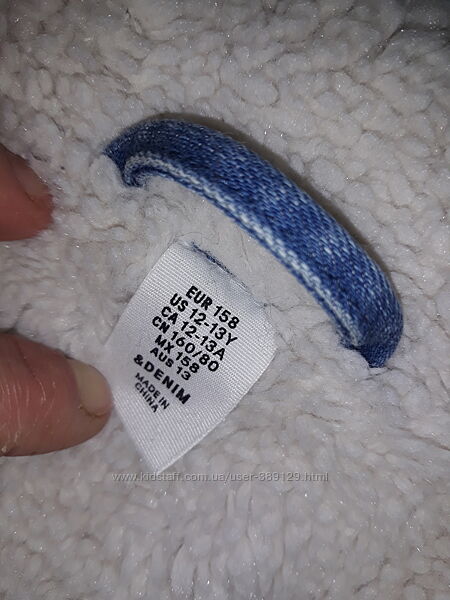 EUR 158
US 12-13Y
CA 12-13A
CN 160/80
MX 158
AUS 13
&DENIM
MADE IN
CHINA
www.kidstaff.com.ua/user-889129.html